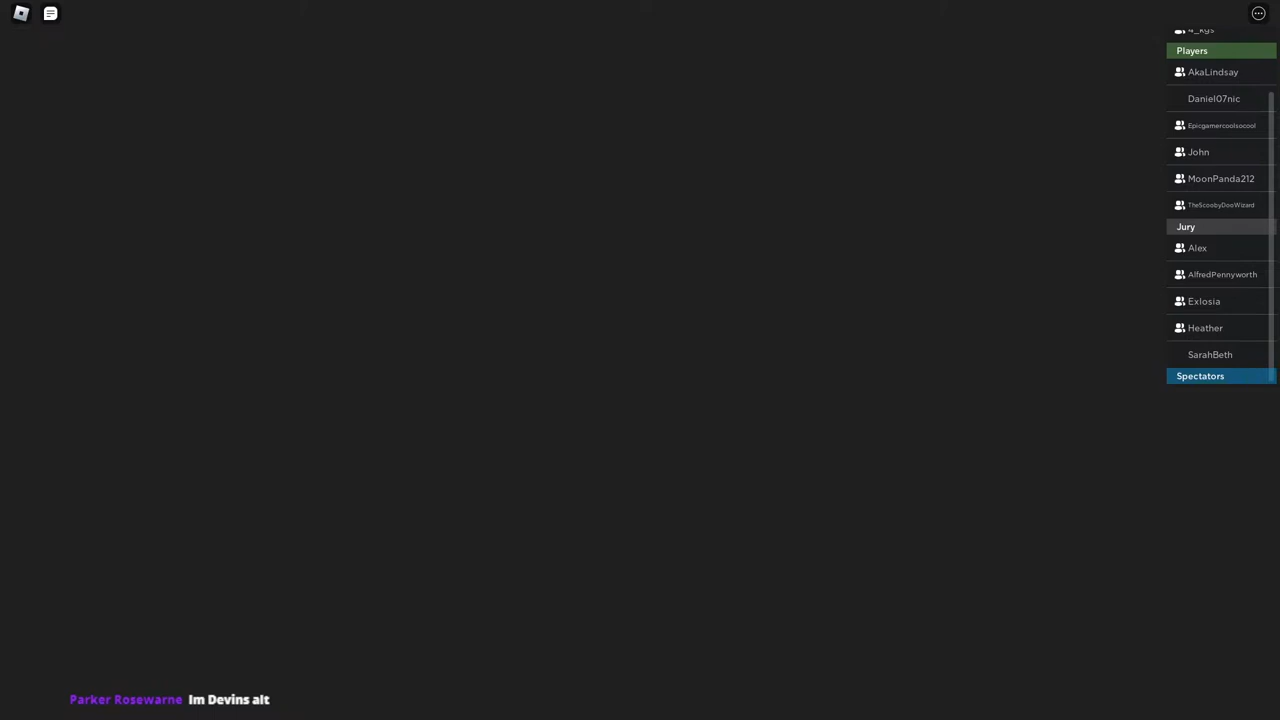 4_kgs
Players
AkaLindsay
Daniel07nic
Epicgamercoolsocool
John
MoonPanda212
TheScoobyDooWizard
Jury
Alex
AlfredPennyworth
Exlosia
Heather
SarahBeth
Spectators
Parker Rosewarne Im Devins alt